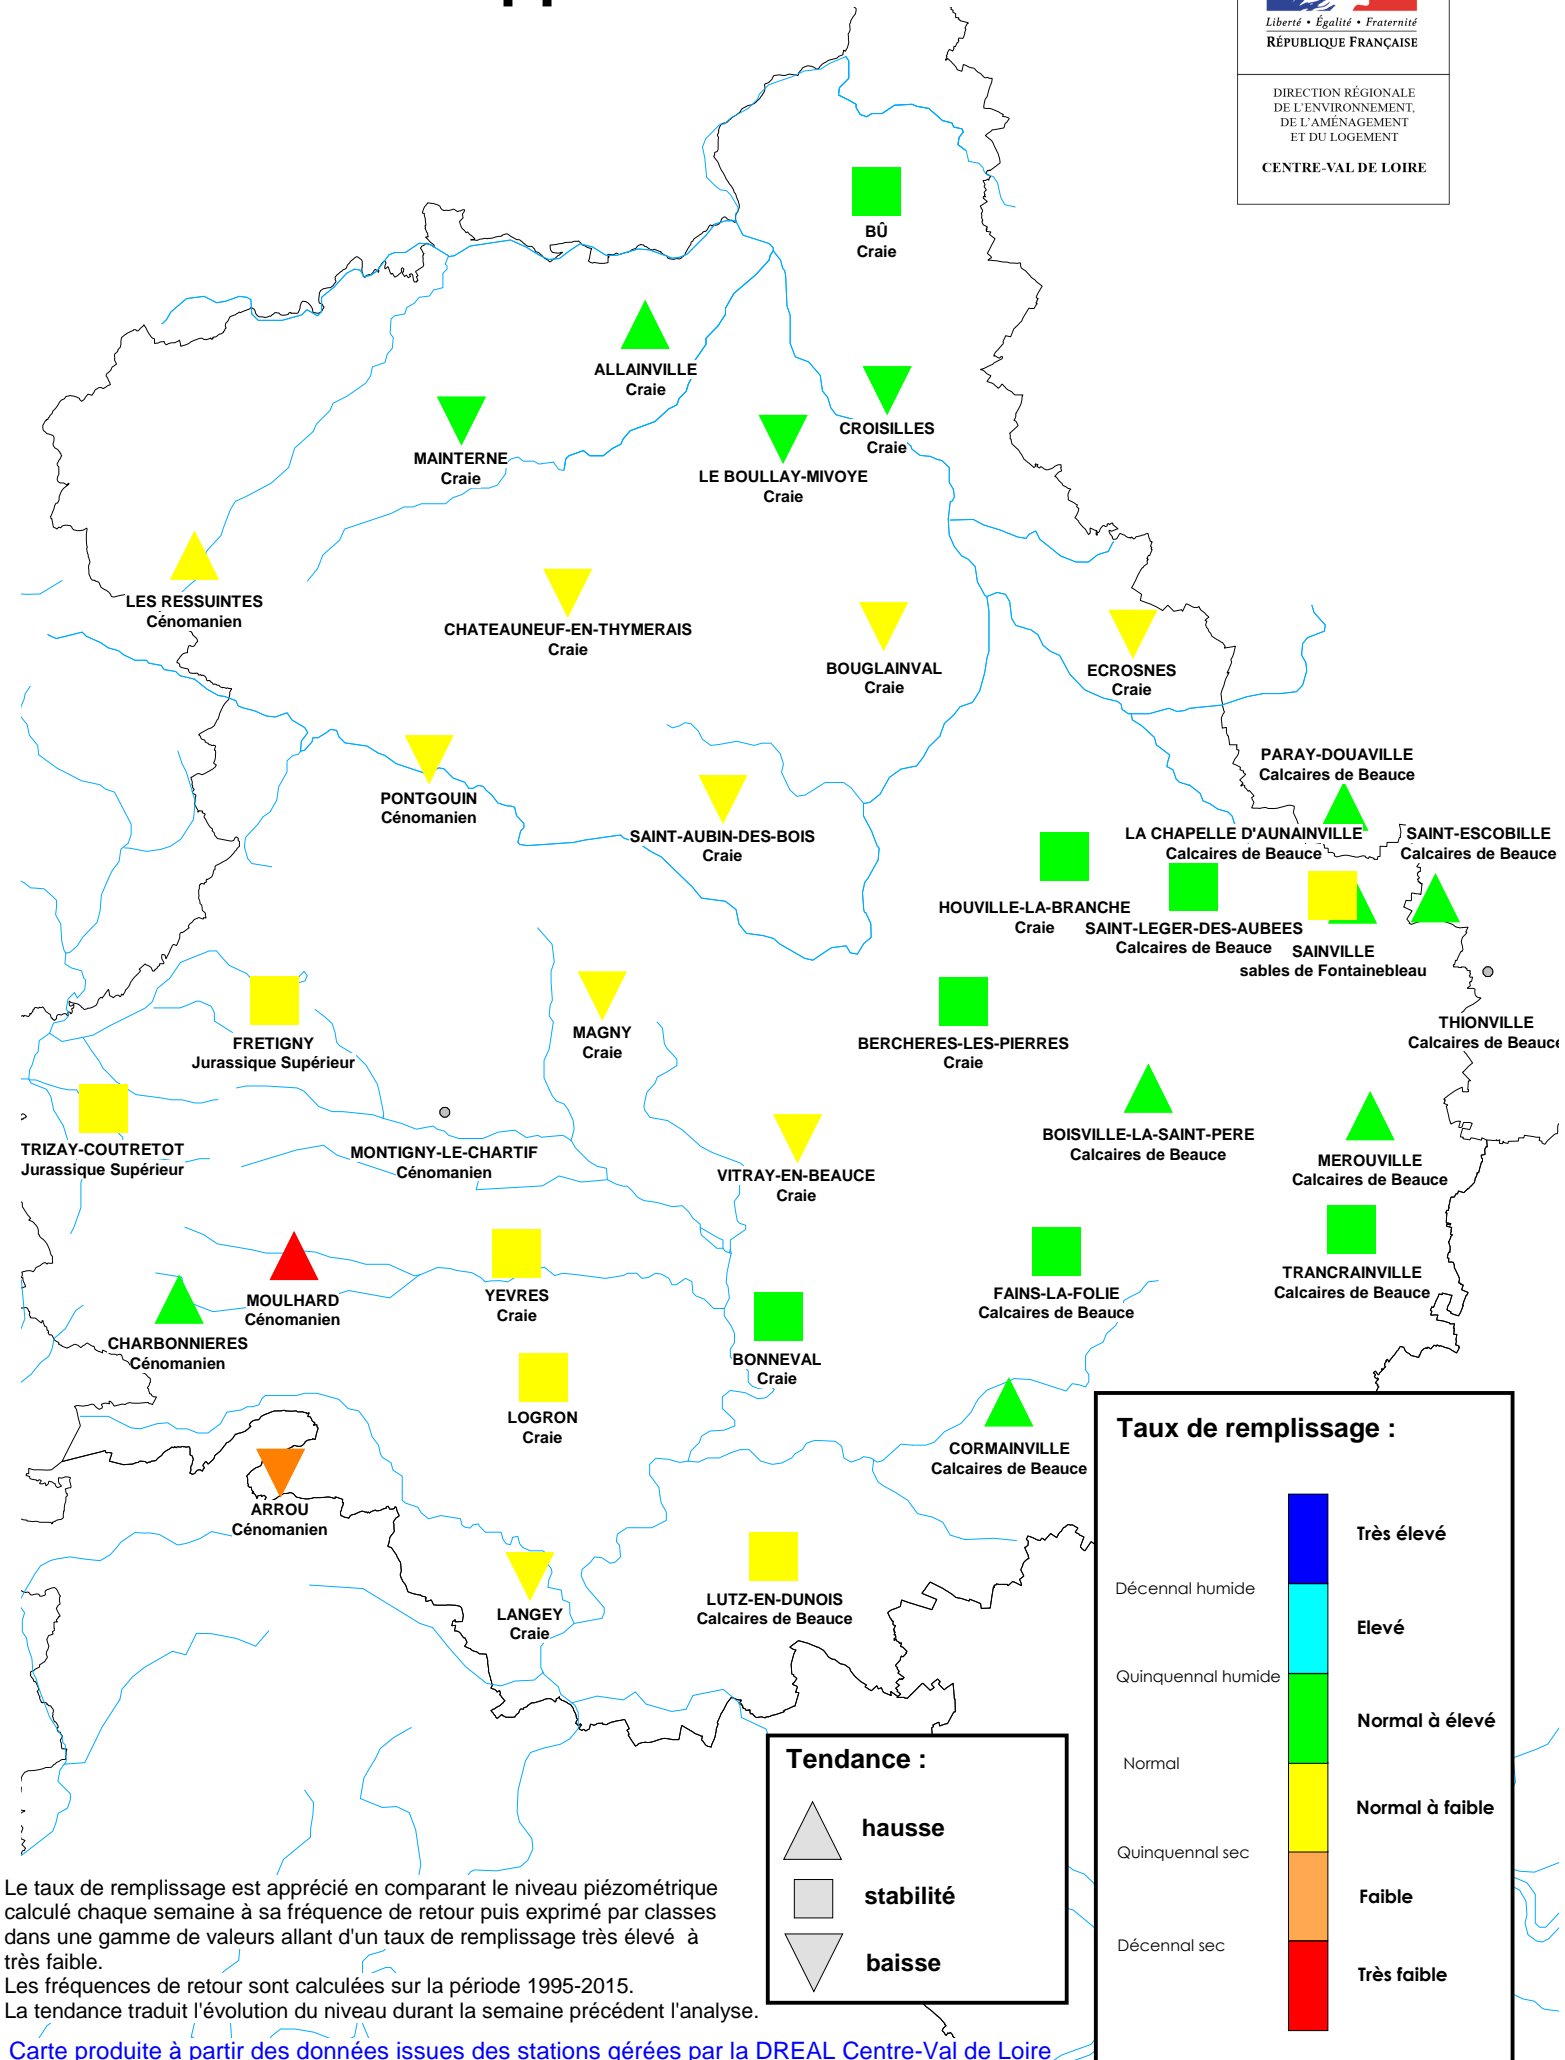 Liberté • Égalité • Fraternité
RÉPUBLIQUE FRANÇAISE
DIRECTION RÉGIONALE
DE L'ENVIRONNEMENT,
DE L'AMÉNAGEMENT
ET DU LOGEMENT
CENTRE-VAL DE LOIRE
BÛ
Craie
ALLAINVILLE
Craie
CROISILLES
Craie
MAINTERNE
Craie
LE BOULLAY-MIVOYE
Craie
LES RESSUINTES
Cénomanien
CHATEAUNEUF-EN-THYMERAIS
Craie
BOUGLAINVAL
Craie
ECROSNES
Craie
PARAY-DOUAVILLE
Calcaires de Beauce
PONTGOUIN
Cénomanien
SAINT-AUBIN-DES-BOIS
Craie
LA CHAPELLE D'AUNAINVILLE
Calcaires de Beauce
SAINT-ESCOBILLE
Calcaires de Beauce
HOUVILLE-LA-BRANCHE
Craie
SAINT-LEGER-DES-AUBEES
Calcaires de Beauce
SAINVILLE
sables de Fontainebleau
THIONVILLE
Calcaires de Beauce
FRETIGNY
Jurassique Supérieur
MAGNY
Craie
BERCHERES-LES-PIERRES
Craie
TRIZAY-COUTRETOT
Jurassique Supérieur
MONTIGNY-LE-CHARTIF
Cénomanien
VITRAY-EN-BEAUCE
Craie
BOISVILLE-LA-SAINT-PERE
Calcaires de Beauce
MEROUVILLE
Calcaires de Beauce
MOULHARD
Cénomanien
YEVRES
Craie
FAINS-LA-FOLIE
Calcaires de Beauce
TRANCRAINVILLE
Calcaires de Beauce
CHARBONNIERES
Cénomanien
BONNEVAL
Craie
LOGRON
Craie
CORMAINVILLE
Calcaires de Beauce
ARROU
Cénomanien
LANGEY
Craie
LUTZ-EN-DUNOIS
Calcaires de Beauce
Taux de remplissage :
Très élevé
Décennal humide
Elevé
Quinquennal humide
Normal à élevé
Normal
Normal à faible
Quinquennal sec
Faible
Décennal sec
Très faible
Tendance :
hausse
stabilité
baisse
Le taux de remplissage est apprécié en comparant le niveau piézométrique
calculé chaque semaine à sa fréquence de retour puis exprimé par classes
dans une gamme de valeurs allant d'un taux de remplissage très élevé à
très faible.
Les fréquences de retour sont calculées sur la période 1995-2015.
La tendance traduit l'évolution du niveau durant la semaine précédent l'analyse.
Carte produite à partir des données issues des stations gérées par la DREAL Centre-Val de Loire